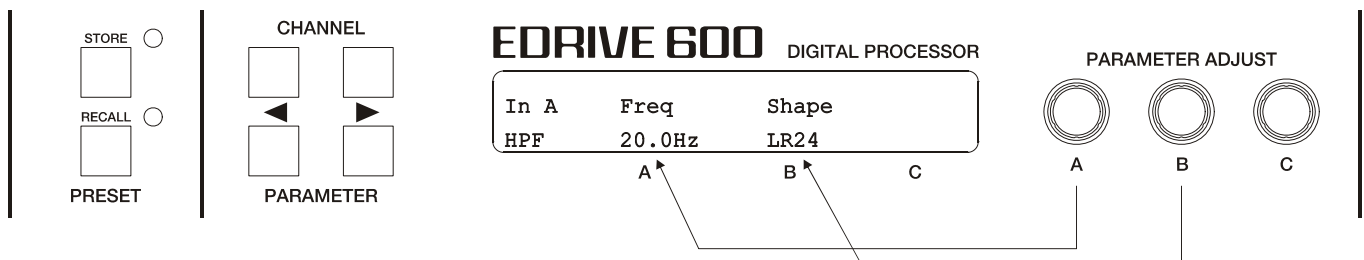 STORE
RECALL
PRESET
CHANNEL
PARAMETER
EDRIVE 600 DIGITAL PROCESSOR
In A Freq Shape
HPF 20.0Hz LR24
A B C
PARAMETER ADJUST
A B C